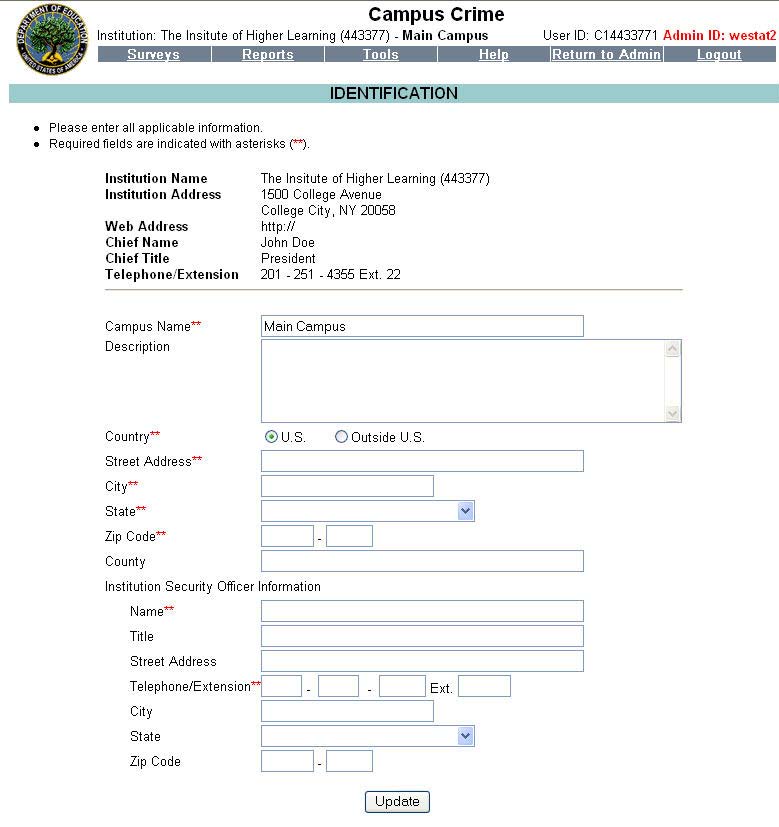 DEPARTMENT OF EDUCATION
UNITED STATES OF AMERICA
Campus Crime
Institution: The Insitute of Higher Learning (443377) - Main Campus User ID: C14433771 Admin ID: westat2
Surveys Reports Tools Help Return to Admin Logout
IDENTIFICATION
• Please enter all applicable information.
• Required fields are indicated with asterisks (**).
Institution Name The Insitute of Higher Learning (443377)
Institution Address 1500 College Avenue
College City, NY 20058
Web Address http://
Chief Name John Doe
Chief Title President
Telephone/Extension 201 - 251 - 4355 Ext. 22
Campus Name** Main Campus
Description
Country** U.S. Outside U.S.
Street Address**
City**
State**
Zip Code** -
County
Institution Security Officer Information
Name**
Title
Street Address
Telephone/Extension** - - Ext.
City
State
Zip Code -
Update